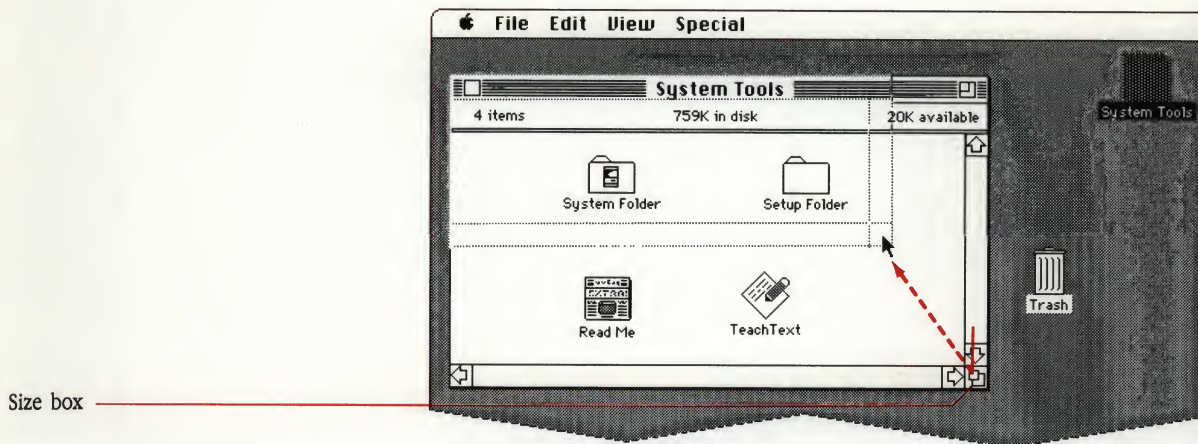 File Edit View Special
System Tools
4 items 759K in disk 20K available
System Tools
System Folder Setup Folder
EXTRA!
Trash
Read Me TeachText
Size box